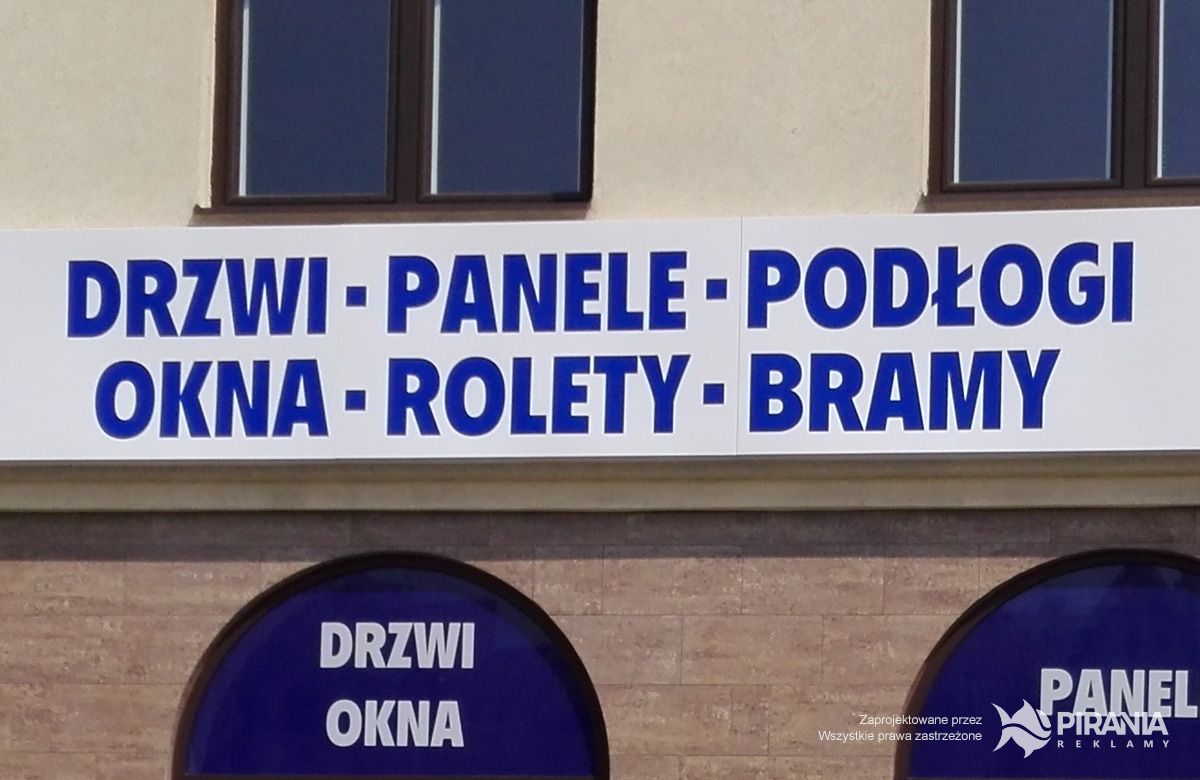 DRZWI · PANELE · PODŁOGI
OKNA · ROLETY · BRAMY
DRZWI
OKNA
PANEL
Zaprojektowane przez
Wszystkie prawa zastrzeżone
PIRANIA
REKLAMY